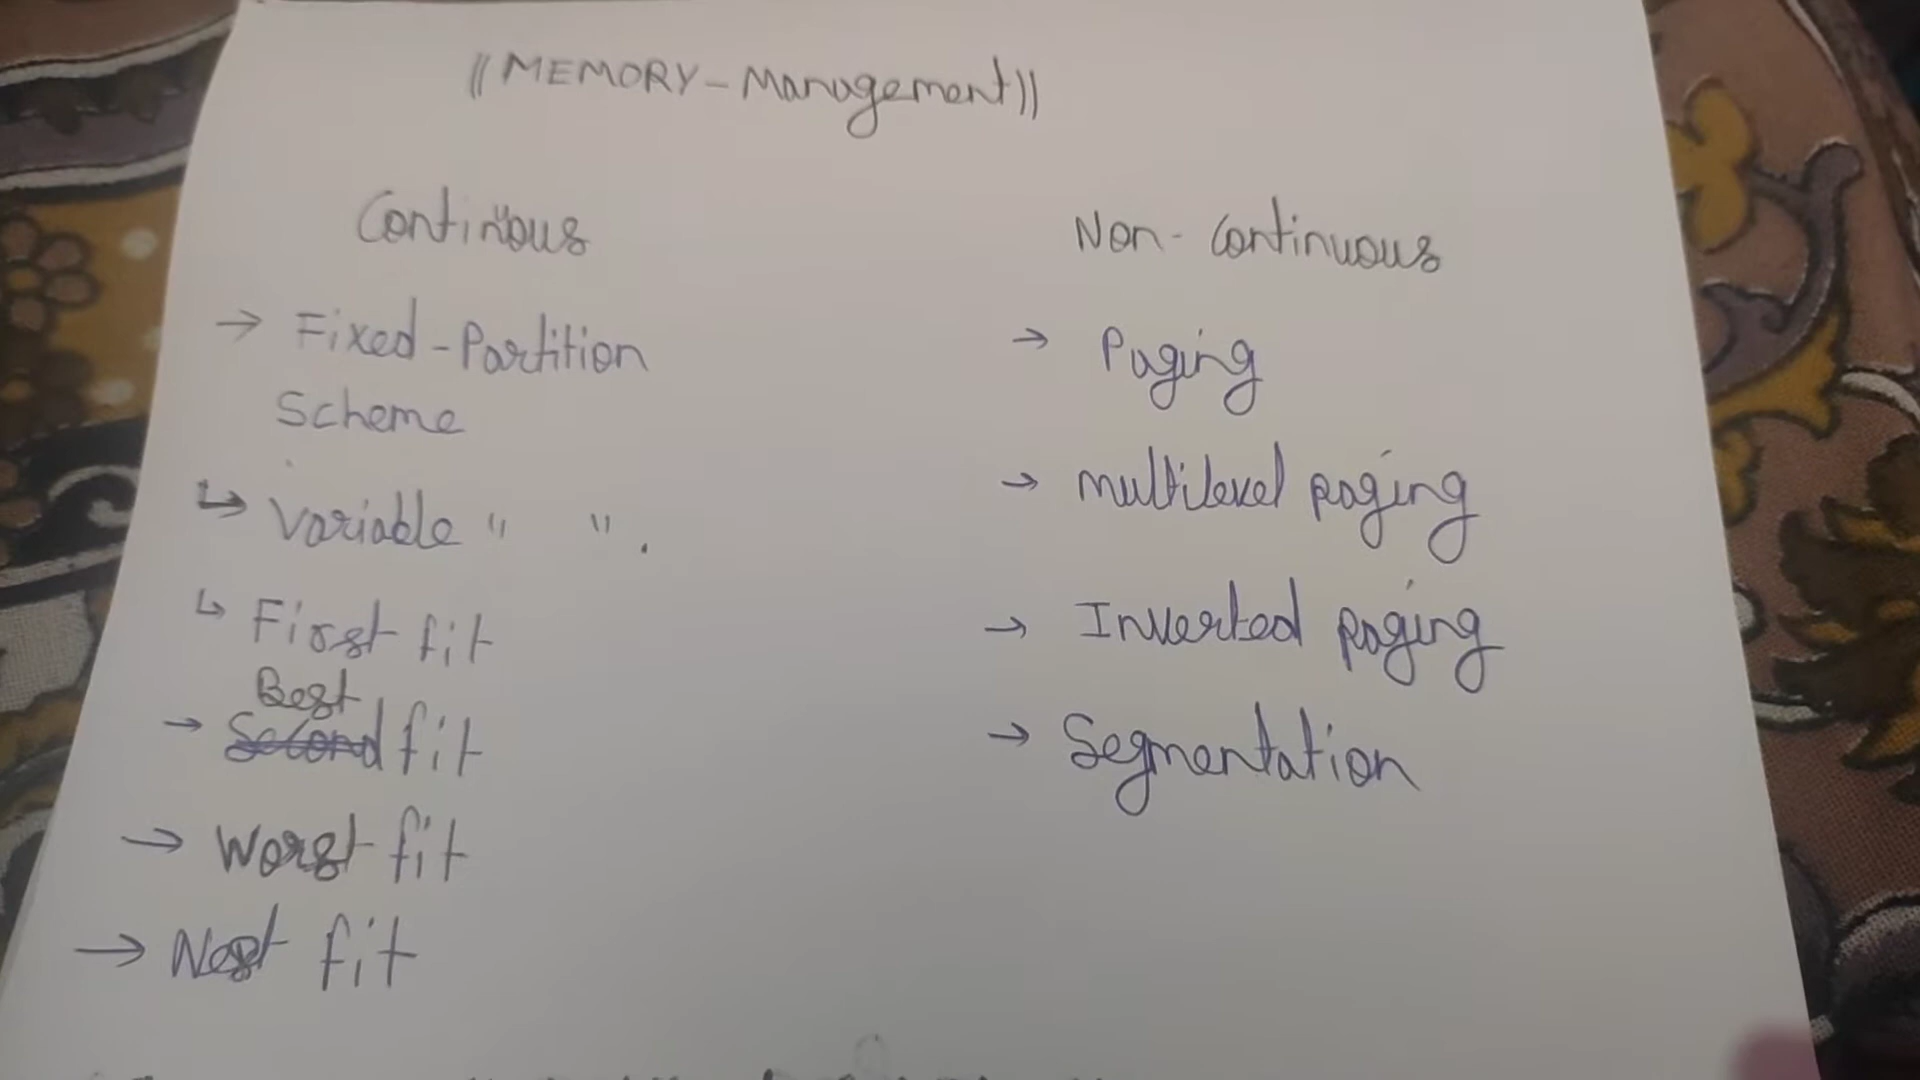 || MEMORY - Management ||
Continuous
→ Fixed - Partition
Scheme
↳ Variable " " .
↳ First fit
Best
→ Second fit
→ Worst fit
→ Next fit
Non - Continuous
→ Paging
→ multilevel paging
→ Inverted paging
→ Segmentation